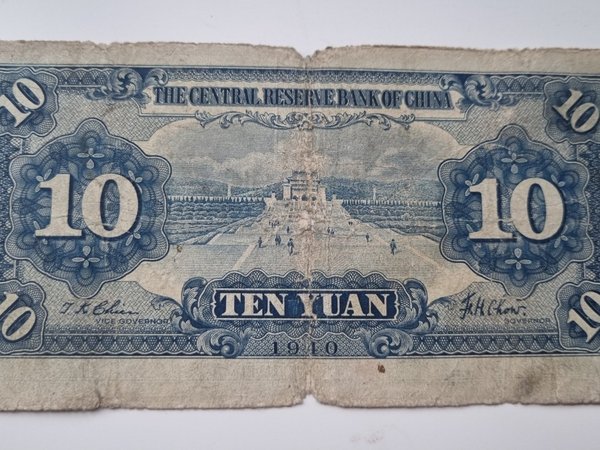 10 10
THE CENTRAL RESERVE BANK OF CHINA
10 10
10 TEN YUAN 10
VICE GOVERNOR GOVERNOR
1940